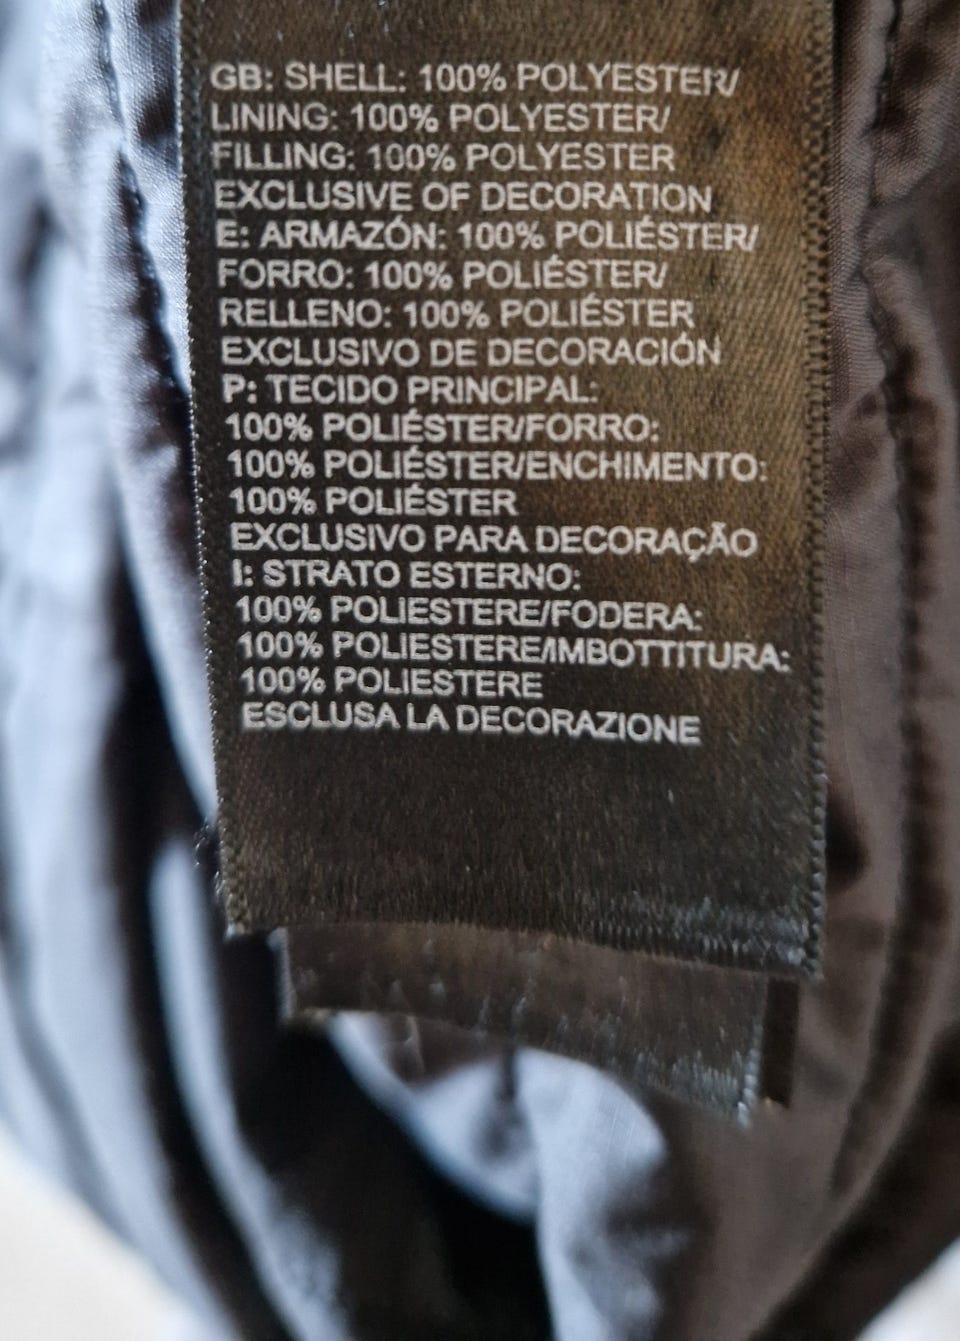 GB: SHELL: 100% POLYESTER/
LINING: 100% POLYESTER/
FILLING: 100% POLYESTER
EXCLUSIVE OF DECORATION
E: ARMAZÓN: 100% POLIÉSTER/
FORRO: 100% POLIÉSTER/
RELLENO: 100% POLIÉSTER
EXCLUSIVO DE DECORACIÓN
P: TECIDO PRINCIPAL:
100% POLIÉSTER/FORRO:
100% POLIÉSTER/ENCHIMENTO:
100% POLIÉSTER
EXCLUSIVO PARA DECORAÇÃO
I: STRATO ESTERNO:
100% POLIESTERE/FODERA:
100% POLIESTERE/IMBOTTITURA:
100% POLIESTERE
ESCLUSA LA DECORAZIONE